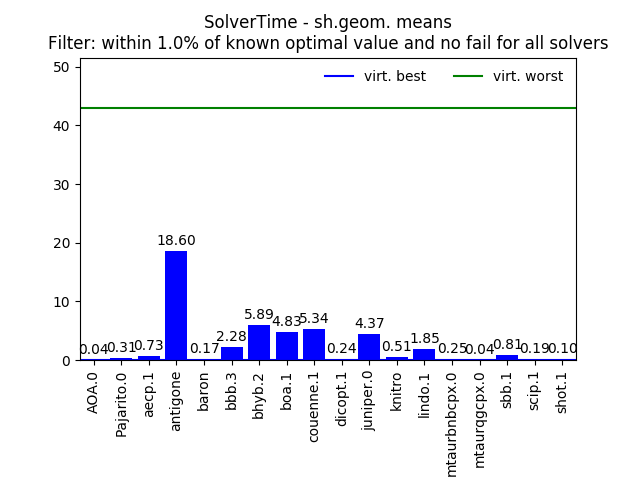 SolverTime - sh.geom. means
Filter: within 1.0% of known optimal value and no fail for all solvers
virt. best
virt. worst
50
40
30
20
10
0
0.04
0.31
0.73
18.60
0.17
2.28
5.89
4.83
5.34
0.24
4.37
0.51
1.85
0.25
0.04
0.81
0.19
0.10
AOA.0
Pajarito.0
aecp.1
antigone
baron
bbb.3
bhyb.2
boa.1
couenne.1
dicopt.1
juniper.0
knitro
lindo.1
mtaurbnbcpx.0
mtaurqgcpx.0
sbb.1
scip.1
shot.1